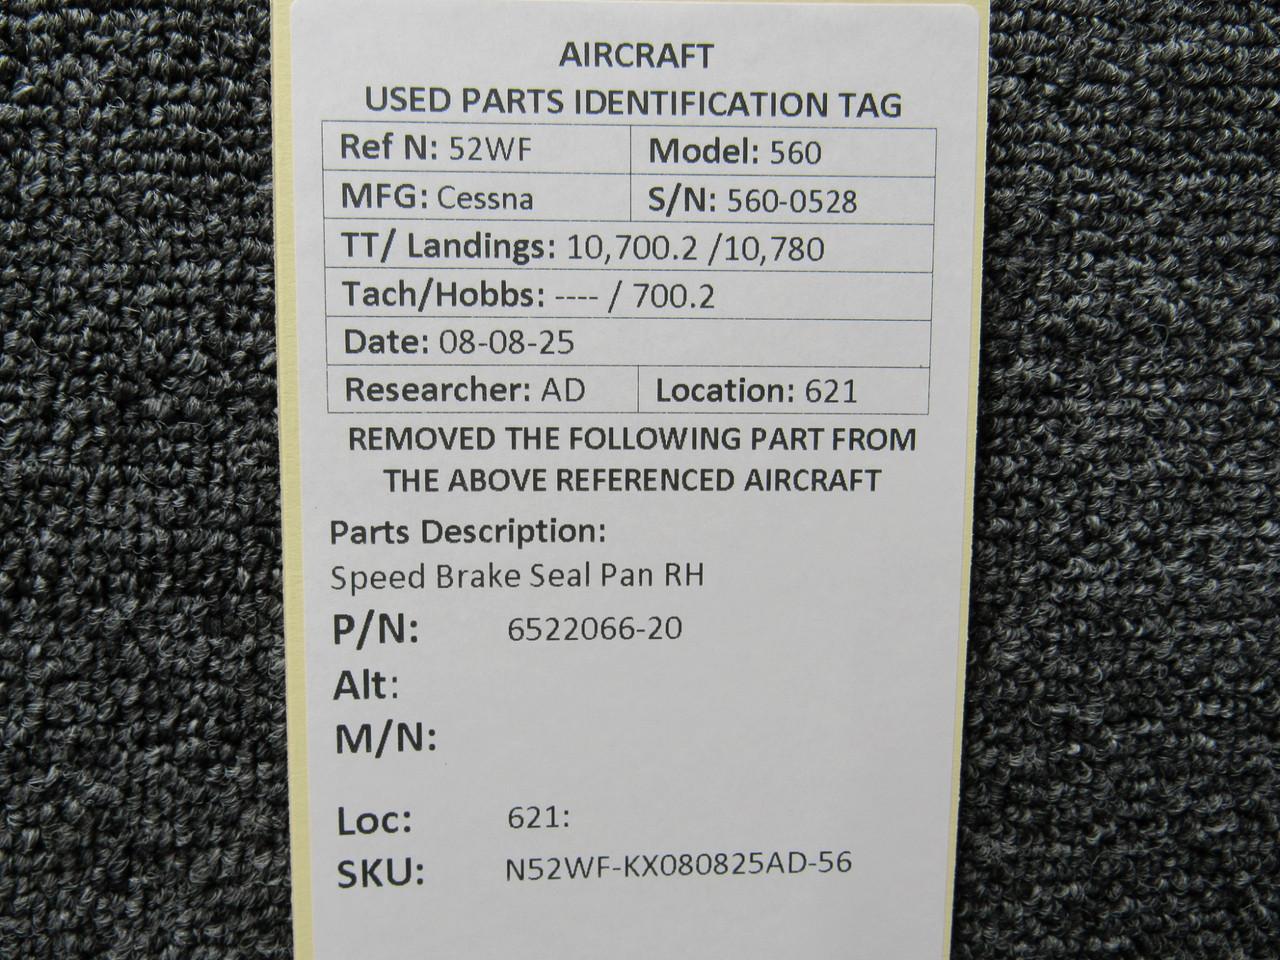 AIRCRAFT
USED PARTS IDENTIFICATION TAG
Ref N: 52WF Model: 560
MFG: Cessna S/N: 560-0528
TT/ Landings: 10,700.2 /10,780
Tach/Hobbs: ---- / 700.2
Date: 08-08-25
Researcher: AD Location: 621
REMOVED THE FOLLOWING PART FROM
THE ABOVE REFERENCED AIRCRAFT
Parts Description:
Speed Brake Seal Pan RH
P/N: 6522066-20
Alt:
M/N:
Loc: 621:
SKU: N52WF-KX080825AD-56